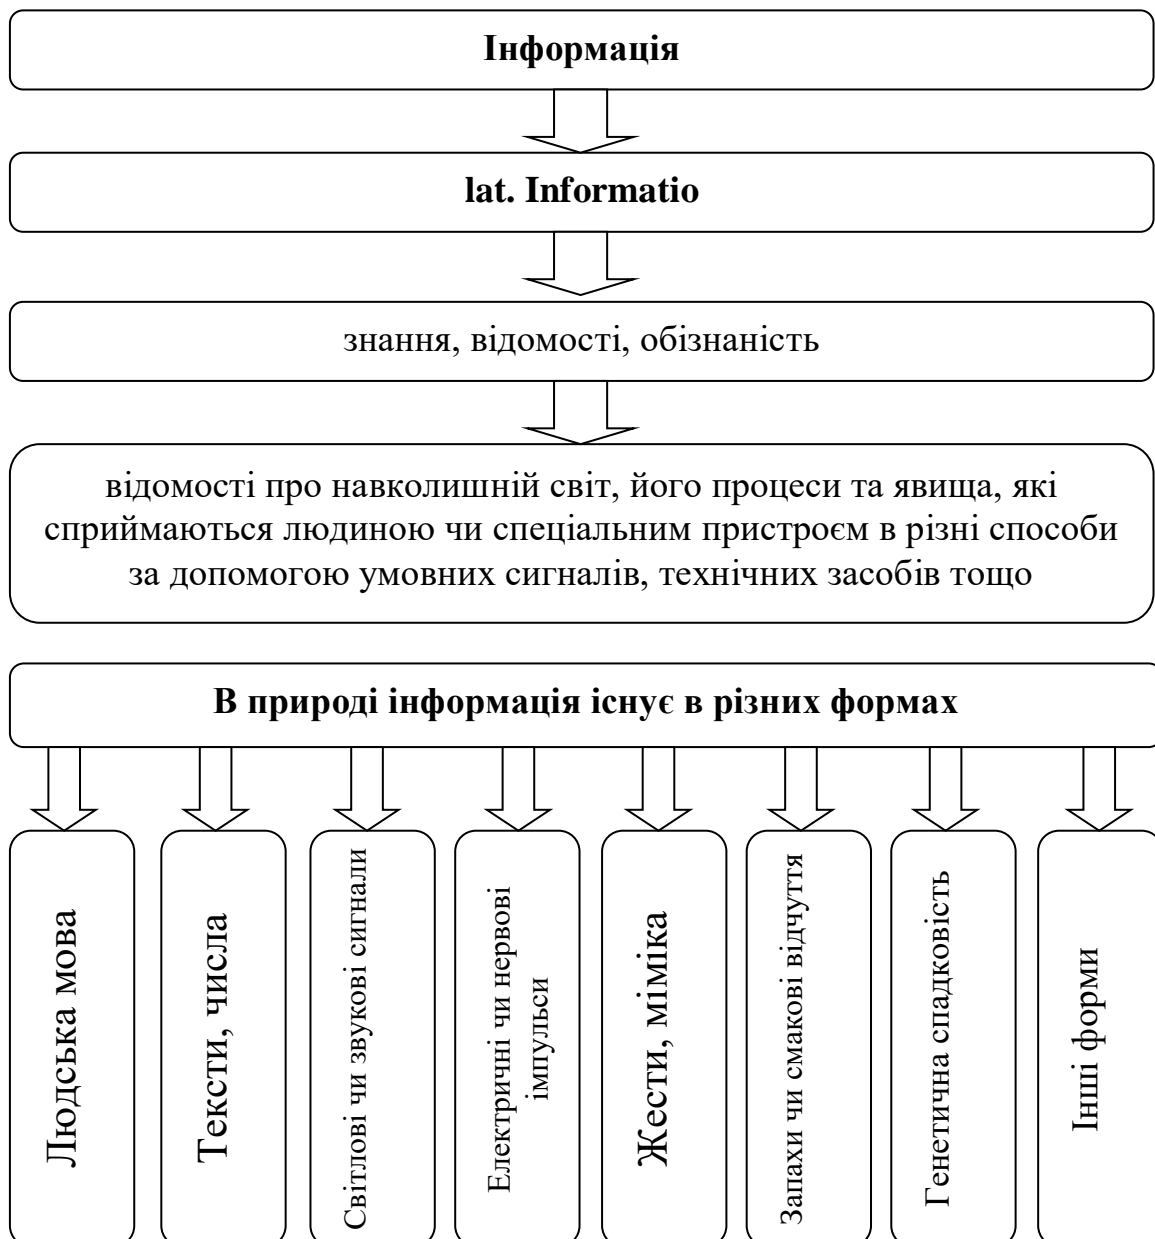 Інформація
lat. Informatio
знання, відомості, обізнаність
відомості про навколишній світ, його процеси та явища, які
сприймаються людиною чи спеціальним пристроєм в різні способи
за допомогою умовних сигналів, технічних засобів тощо
В природі інформація існує в різних формах
Людська мова
Тексти, числа
Світлові чи звукові сигнали
Електричні чи нервові
імпульси
Жести, міміка
Запахи чи смакові відчуття
Генетична спадковість
Інші форми